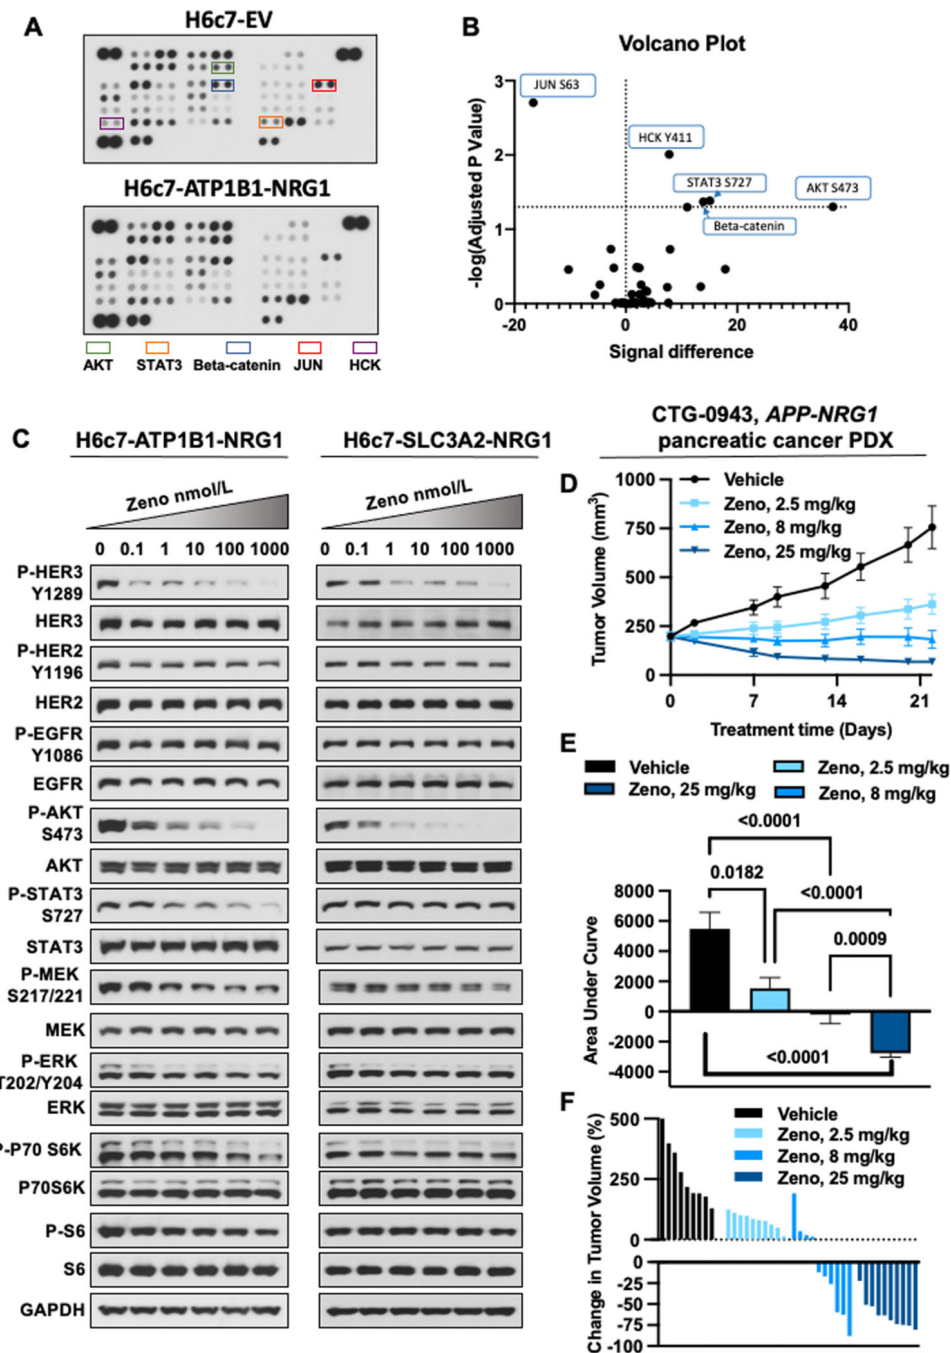 A
H6c7-EV
H6c7-ATP1B1-NRG1
AKT STAT3 Beta-catenin JUN HCK
B
Volcano Plot
-log(Adjusted P Value)
3
2
1
0
JUN S63
HCK Y411
STAT3 S727
AKT S473
Beta-catenin
-20 0 20 40
Signal difference
C
H6c7-ATP1B1-NRG1 H6c7-SLC3A2-NRG1
Zeno nmol/L Zeno nmol/L
0 0.1 1 10 100 1000 0 0.1 1 10 100 1000
P-HER3
Y1289
HER3
P-HER2
Y1196
HER2
P-EGFR
Y1086
EGFR
P-AKT
S473
AKT
P-STAT3
S727
STAT3
P-MEK
S217/221
MEK
P-ERK
T202/Y204
ERK
P-P70 S6K
P70S6K
P-S6
S6
GAPDH
CTG-0943, APP-NRG1
pancreatic cancer PDX
D
Tumor Volume (mm3)
1000
750
500
250
0
Vehicle
Zeno, 2.5 mg/kg
Zeno, 8 mg/kg
Zeno, 25 mg/kg
0 7 14 21
Treatment time (Days)
E
Vehicle Zeno, 2.5 mg/kg
Zeno, 25 mg/kg Zeno, 8 mg/kg
Area Under Curve
8000
6000
4000
2000
0
-2000
-4000
<0.0001
0.0182
<0.0001
0.0009
<0.0001
F
Change in Tumor Volume (%)
500
250
0
0
-25
-50
-75
-100
Vehicle
Zeno, 2.5 mg/kg
Zeno, 8 mg/kg
Zeno, 25 mg/kg